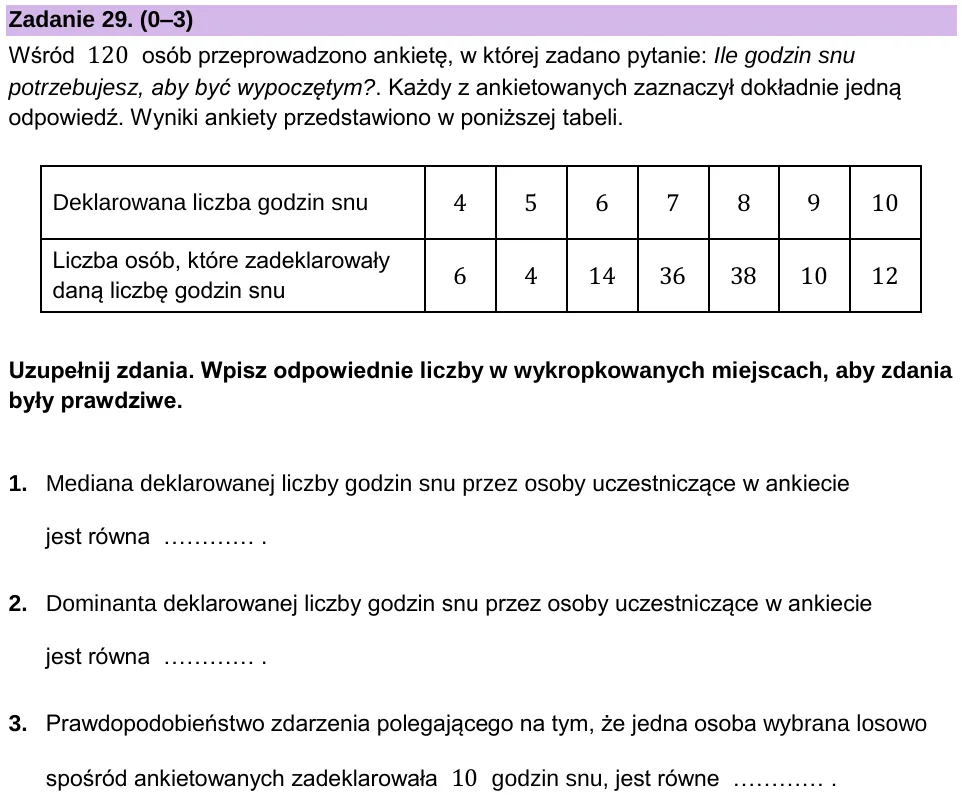 Zadanie 29. (0–3)
Wśród 120 osób przeprowadzono ankietę, w której zadano pytanie: Ile godzin snu
potrzebujesz, aby być wypoczętym?. Każdy z ankietowanych zaznaczył dokładnie jedną
odpowiedź. Wyniki ankiety przedstawiono w poniższej tabeli.
Deklarowana liczba godzin snu 4 5 6 7 8 9 10
Liczba osób, które zadeklarowały
daną liczbę godzin snu 6 4 14 36 38 10 12
Uzupełnij zdania. Wpisz odpowiednie liczby w wykropkowanych miejscach, aby zdania
były prawdziwe.
1. Mediana deklarowanej liczby godzin snu przez osoby uczestniczące w ankiecie
jest równa ………… .
2. Dominanta deklarowanej liczby godzin snu przez osoby uczestniczące w ankiecie
jest równa ………… .
3. Prawdopodobieństwo zdarzenia polegającego na tym, że jedna osoba wybrana losowo
spośród ankietowanych zadeklarowała 10 godzin snu, jest równe ………… .